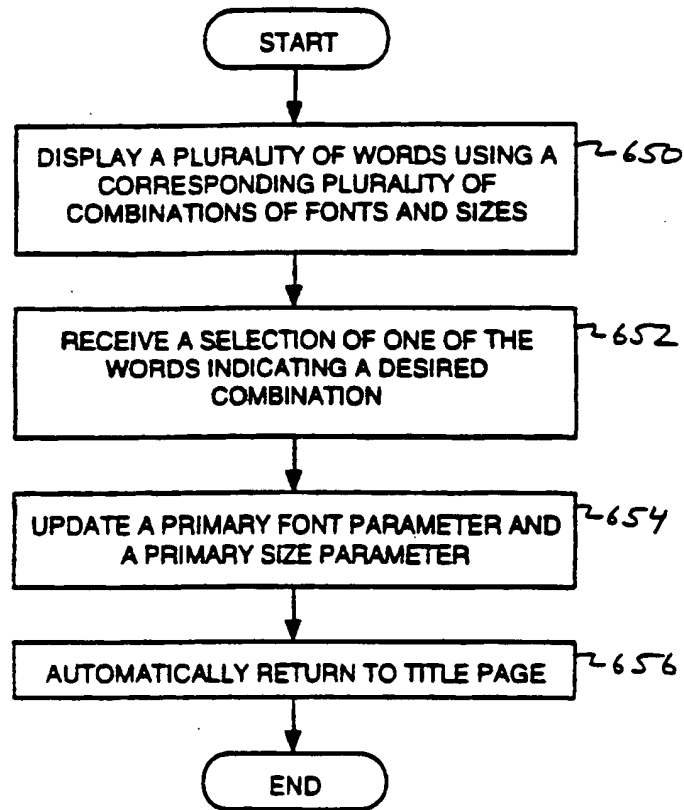 START
DISPLAY A PLURALITY OF WORDS USING A
CORRESPONDING PLURALITY OF
COMBINATIONS OF FONTS AND SIZES
650
RECEIVE A SELECTION OF ONE OF THE
WORDS INDICATING A DESIRED
COMBINATION
652
UPDATE A PRIMARY FONT PARAMETER AND
A PRIMARY SIZE PARAMETER
654
AUTOMATICALLY RETURN TO TITLE PAGE
656
END